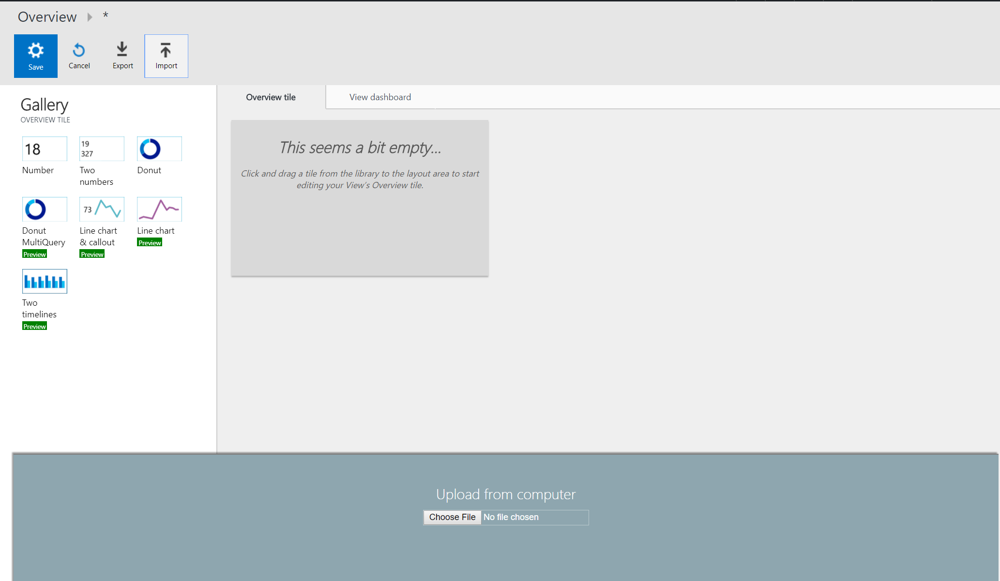 Overview *
Save
Cancel
Export
Import
Gallery
OVERVIEW TILE
18
Number
19
327
Two
numbers
Donut
Donut
MultiQuery
Preview
73
Line chart
& callout
Preview
Line chart
Preview
Two
timelines
Preview
Overview tile
View dashboard
This seems a bit empty...
Click and drag a tile from the library to the layout area to start
editing your View's Overview tile.
Upload from computer
Choose File No file chosen